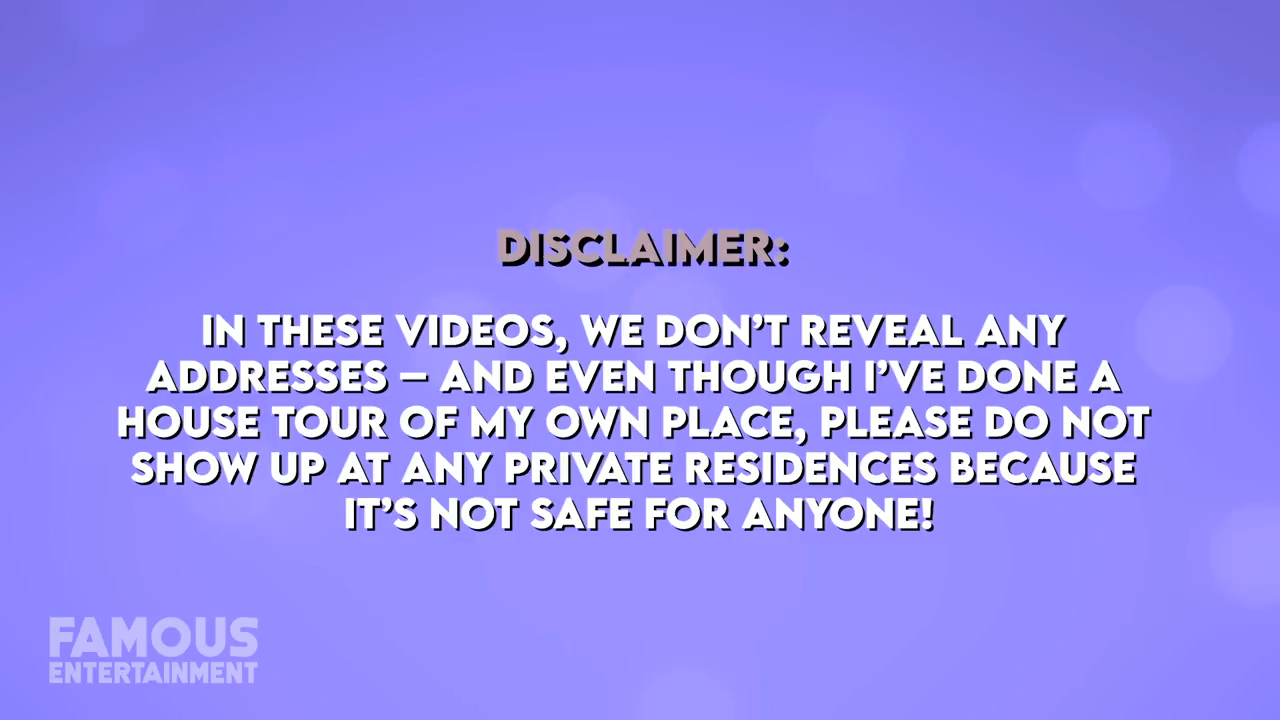 DISCLAIMER:
IN THESE VIDEOS, WE DON'T REVEAL ANY
ADDRESSES – AND EVEN THOUGH I'VE DONE A
HOUSE TOUR OF MY OWN PLACE, PLEASE DO NOT
SHOW UP AT ANY PRIVATE RESIDENCES BECAUSE
IT'S NOT SAFE FOR ANYONE!
FAMOUS
ENTERTAINMENT